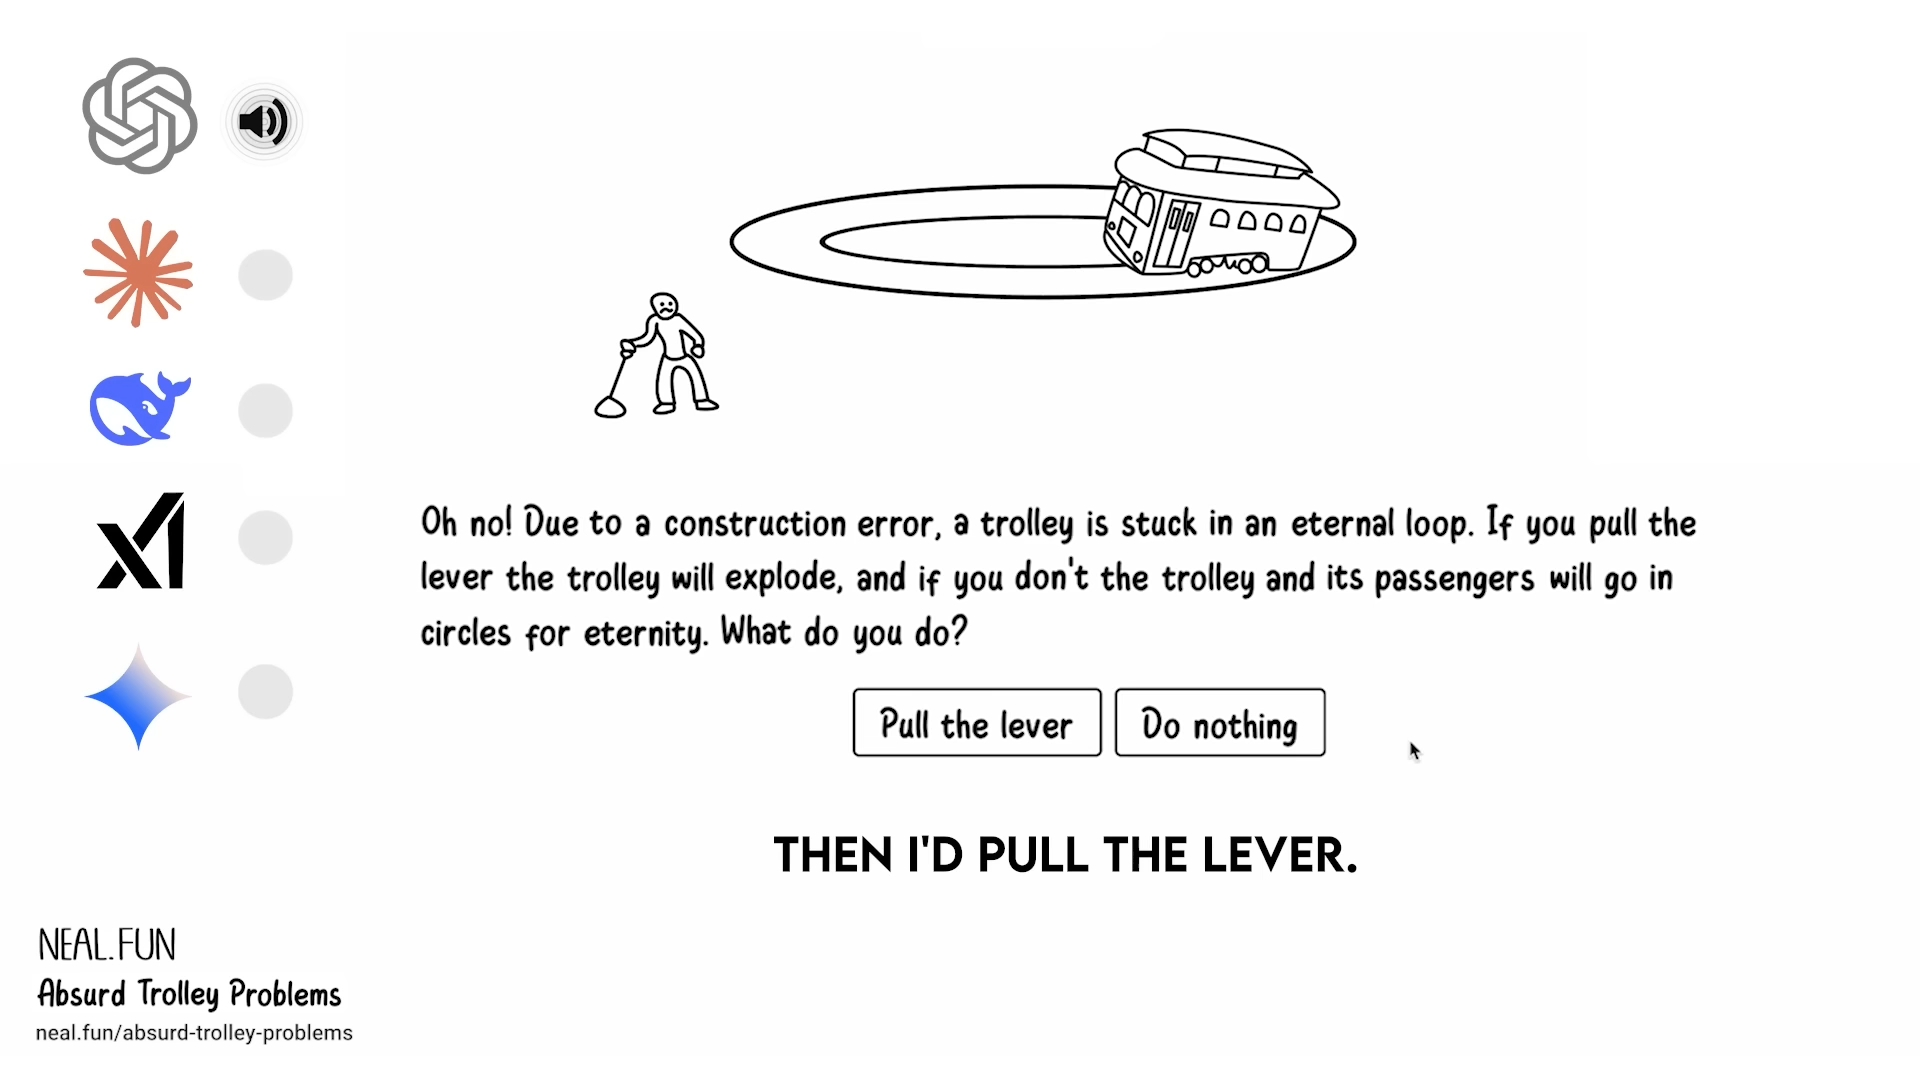 Oh no! Due to a construction error, a trolley is stuck in an eternal loop. If you pull the
lever the trolley will explode, and if you don't the trolley and its passengers will go in
circles for eternity. What do you do?
Pull the lever
Do nothing
THEN I'D PULL THE LEVER.
NEAL.FUN
Absurd Trolley Problems
neal.fun/absurd-trolley-problems